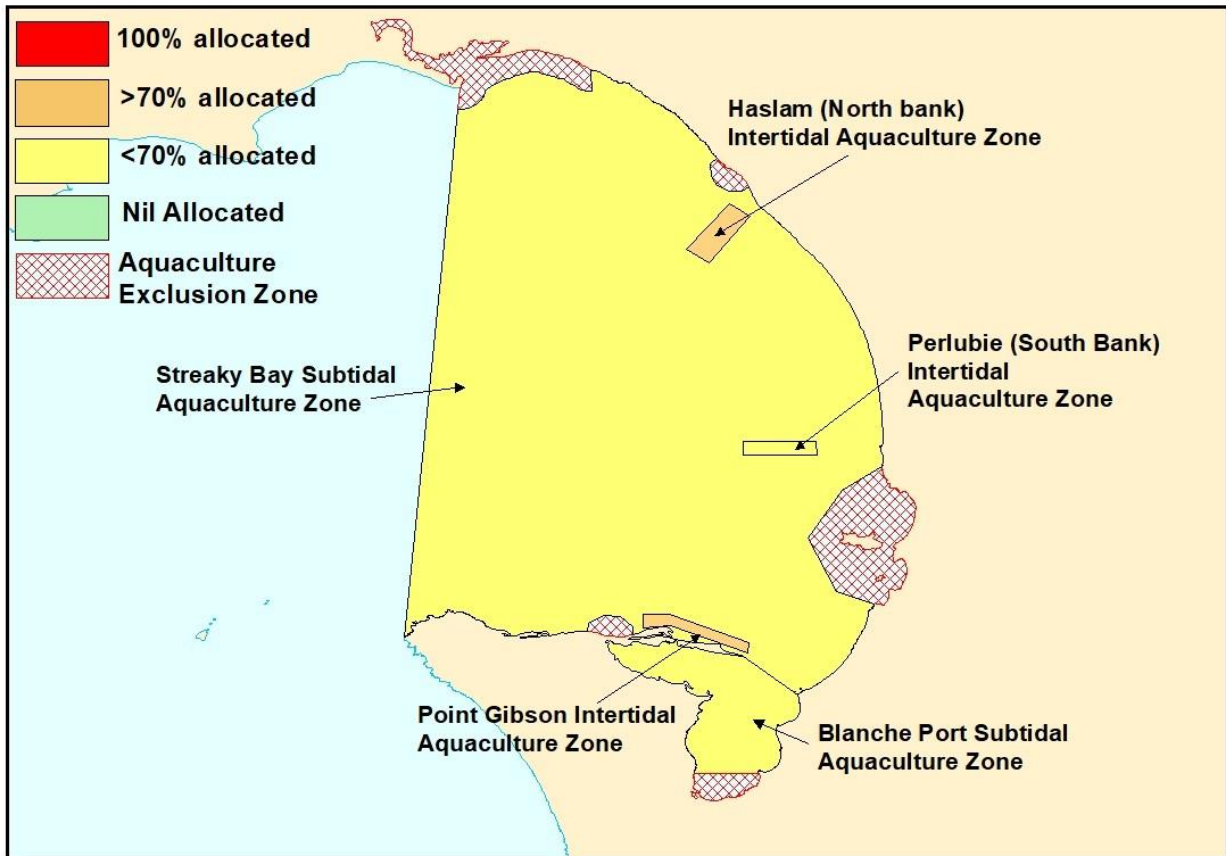 100% allocated
>70% allocated
<70% allocated
Nil Allocated
Aquaculture
Exclusion Zone
Haslam (North bank)
Intertidal Aquaculture Zone
Perlubie (South Bank)
Intertidal
Aquaculture Zone
Streaky Bay Subtidal
Aquaculture Zone
Point Gibson Intertidal
Aquaculture Zone
Blanche Port Subtidal
Aquaculture Zone